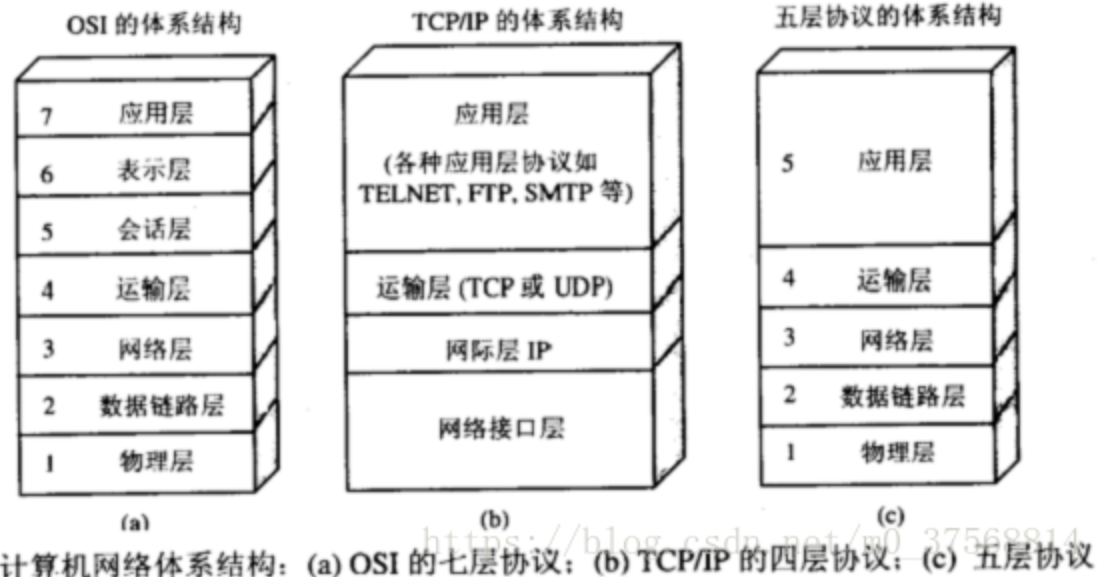 OSI 的体系结构
7 应用层
6 表示层
5 会话层
4 运输层
3 网络层
2 数据链路层
1 物理层
(a)
TCP/IP 的体系结构
应用层
(各种应用层协议如
TELNET, FTP, SMTP 等)
运输层 (TCP 或 UDP)
网际层 IP
网络接口层
(b)
五层协议的体系结构
5 应用层
4 运输层
3 网络层
2 数据链路层
1 物理层
(c)
https://blog.csdn.net/m0_37568814
计算机网络体系结构：(a) OSI 的七层协议；(b) TCP/IP 的四层协议；(c) 五层协议